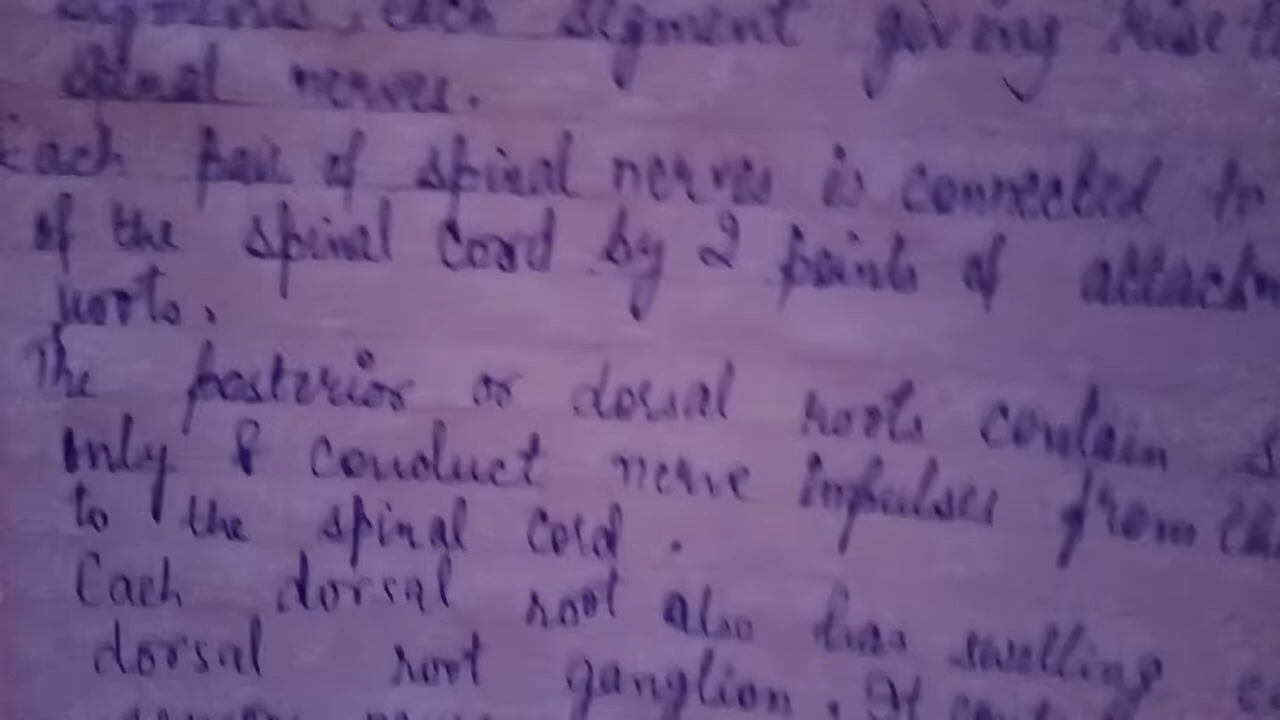 each segment giving rise
spinal nerves.
Each pair of spinal nerves is connected
of the spinal cord by 2 points of
roots.
The posterior or dorsal roots contain
only & conduct nerve impulses from
to the spinal cord.
Each dorsal root also has swelling
dorsal root ganglion. It